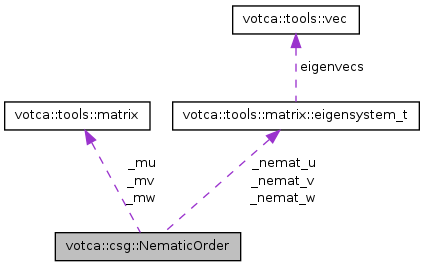 votca::tools::vec
eigenvecs
votca::tools::matrix
votca::tools::matrix::eigensystem_t
_mu
_mv
_mw
_nemat_u
_nemat_v
_nemat_w
votca::csg::NematicOrder